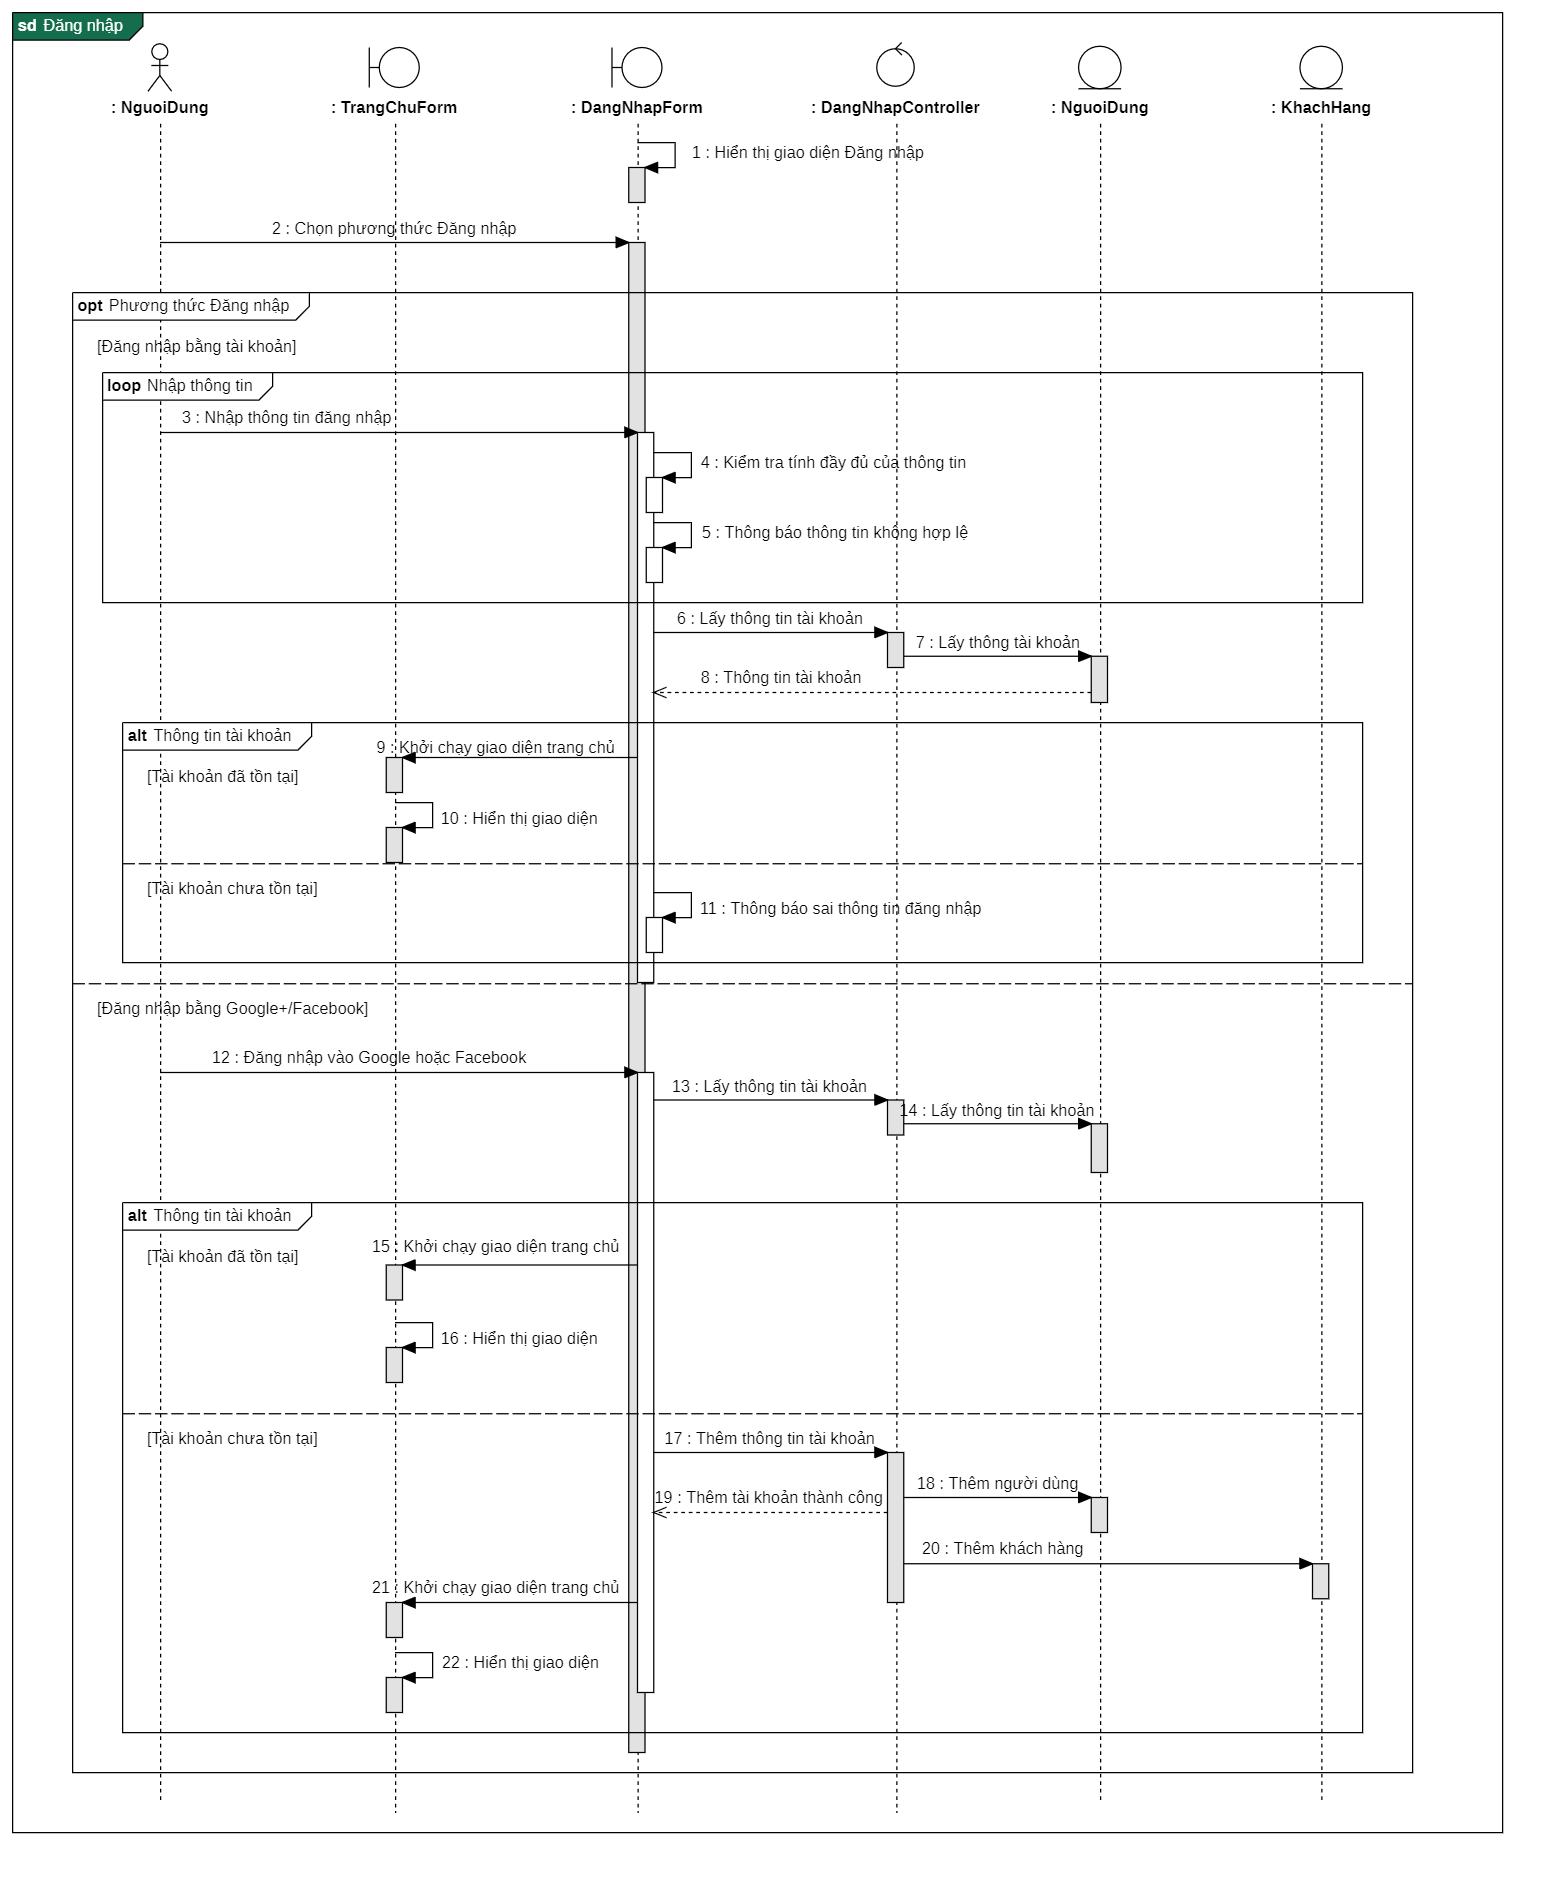 sd Đăng nhập
: NguoiDung
: TrangChuForm
: DangNhapForm
: DangNhapController
: NguoiDung
: KhachHang
1 : Hiển thị giao diện Đăng nhập
2 : Chọn phương thức Đăng nhập
opt Phương thức Đăng nhập
[Đăng nhập bằng tài khoản]
loop Nhập thông tin
3 : Nhập thông tin đăng nhập
4 : Kiểm tra tính đầy đủ của thông tin
5 : Thông báo thông tin không hợp lệ
6 : Lấy thông tin tài khoản
7 : Lấy thông tài khoản
8 : Thông tin tài khoản
alt Thông tin tài khoản
9 : Khởi chạy giao diện trang chủ
[Tài khoản đã tồn tại]
10 : Hiển thị giao diện
[Tài khoản chưa tồn tại]
11 : Thông báo sai thông tin đăng nhập
[Đăng nhập bằng Google+/Facebook]
12 : Đăng nhập vào Google hoặc Facebook
13 : Lấy thông tin tài khoản
14 : Lấy thông tin tài khoản
alt Thông tin tài khoản
15 : Khởi chạy giao diện trang chủ
[Tài khoản đã tồn tại]
16 : Hiển thị giao diện
[Tài khoản chưa tồn tại]
17 : Thêm thông tin tài khoản
18 : Thêm người dùng
19 : Thêm tài khoản thành công
20 : Thêm khách hàng
21 : Khởi chạy giao diện trang chủ
22 : Hiển thị giao diện